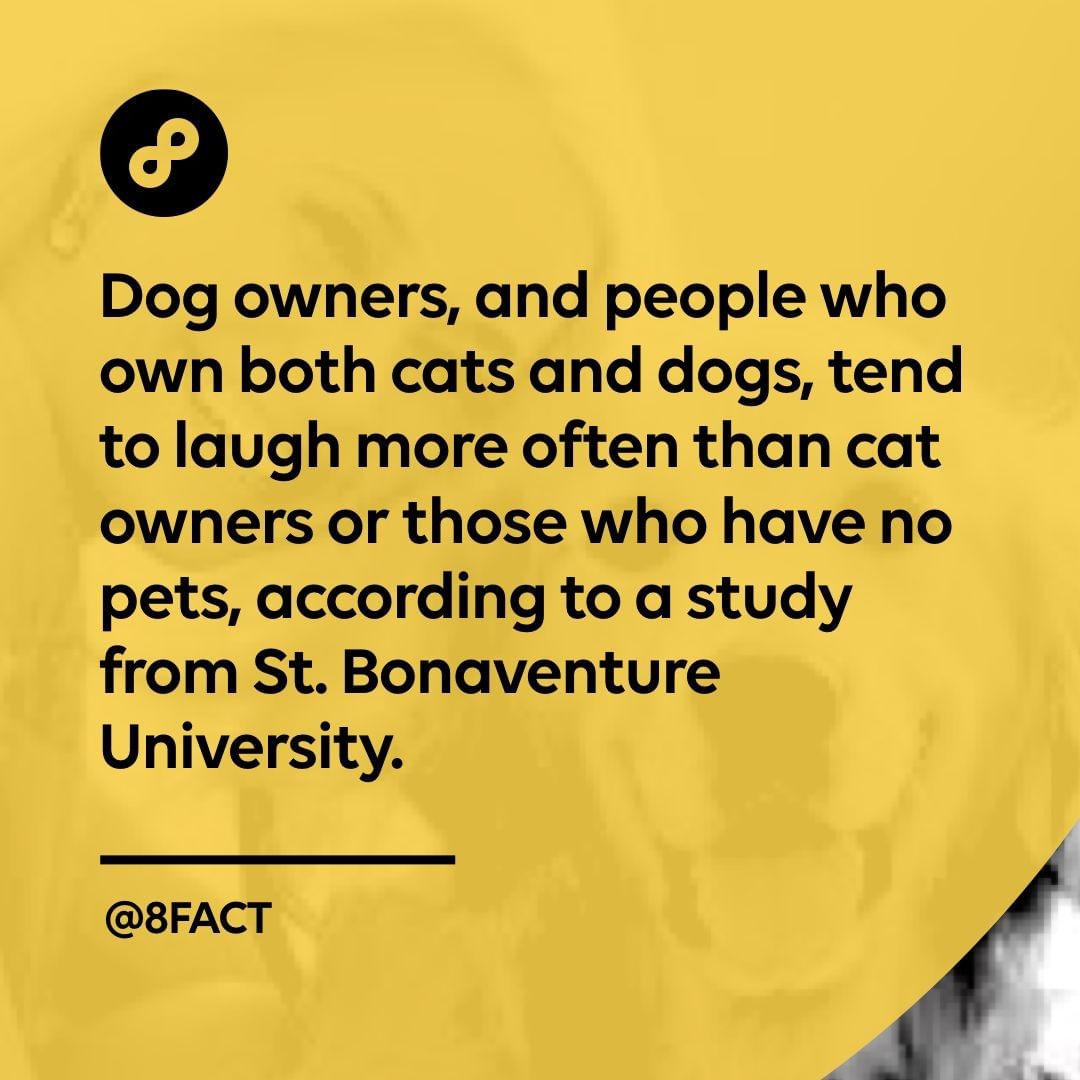 Dog owners, and people who
own both cats and dogs, tend
to laugh more often than cat
owners or those who have no
pets, according to a study
from St. Bonaventure
University.
@8FACT